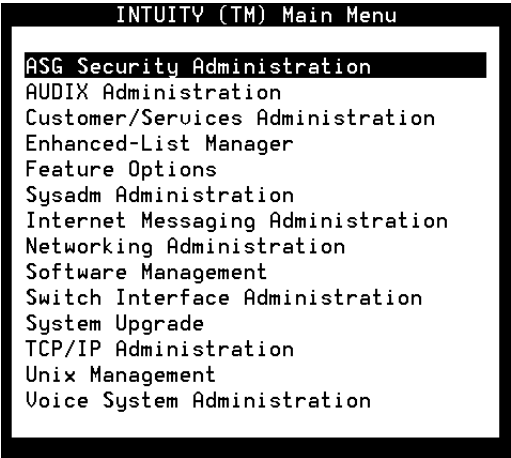 INTUITY (TM) Main Menu
ASG Security Administration
AUDIX Administration
Customer/Services Administration
Enhanced-List Manager
Feature Options
Sysadm Administration
Internet Messaging Administration
Networking Administration
Software Management
Switch Interface Administration
System Upgrade
TCP/IP Administration
Unix Management
Voice System Administration